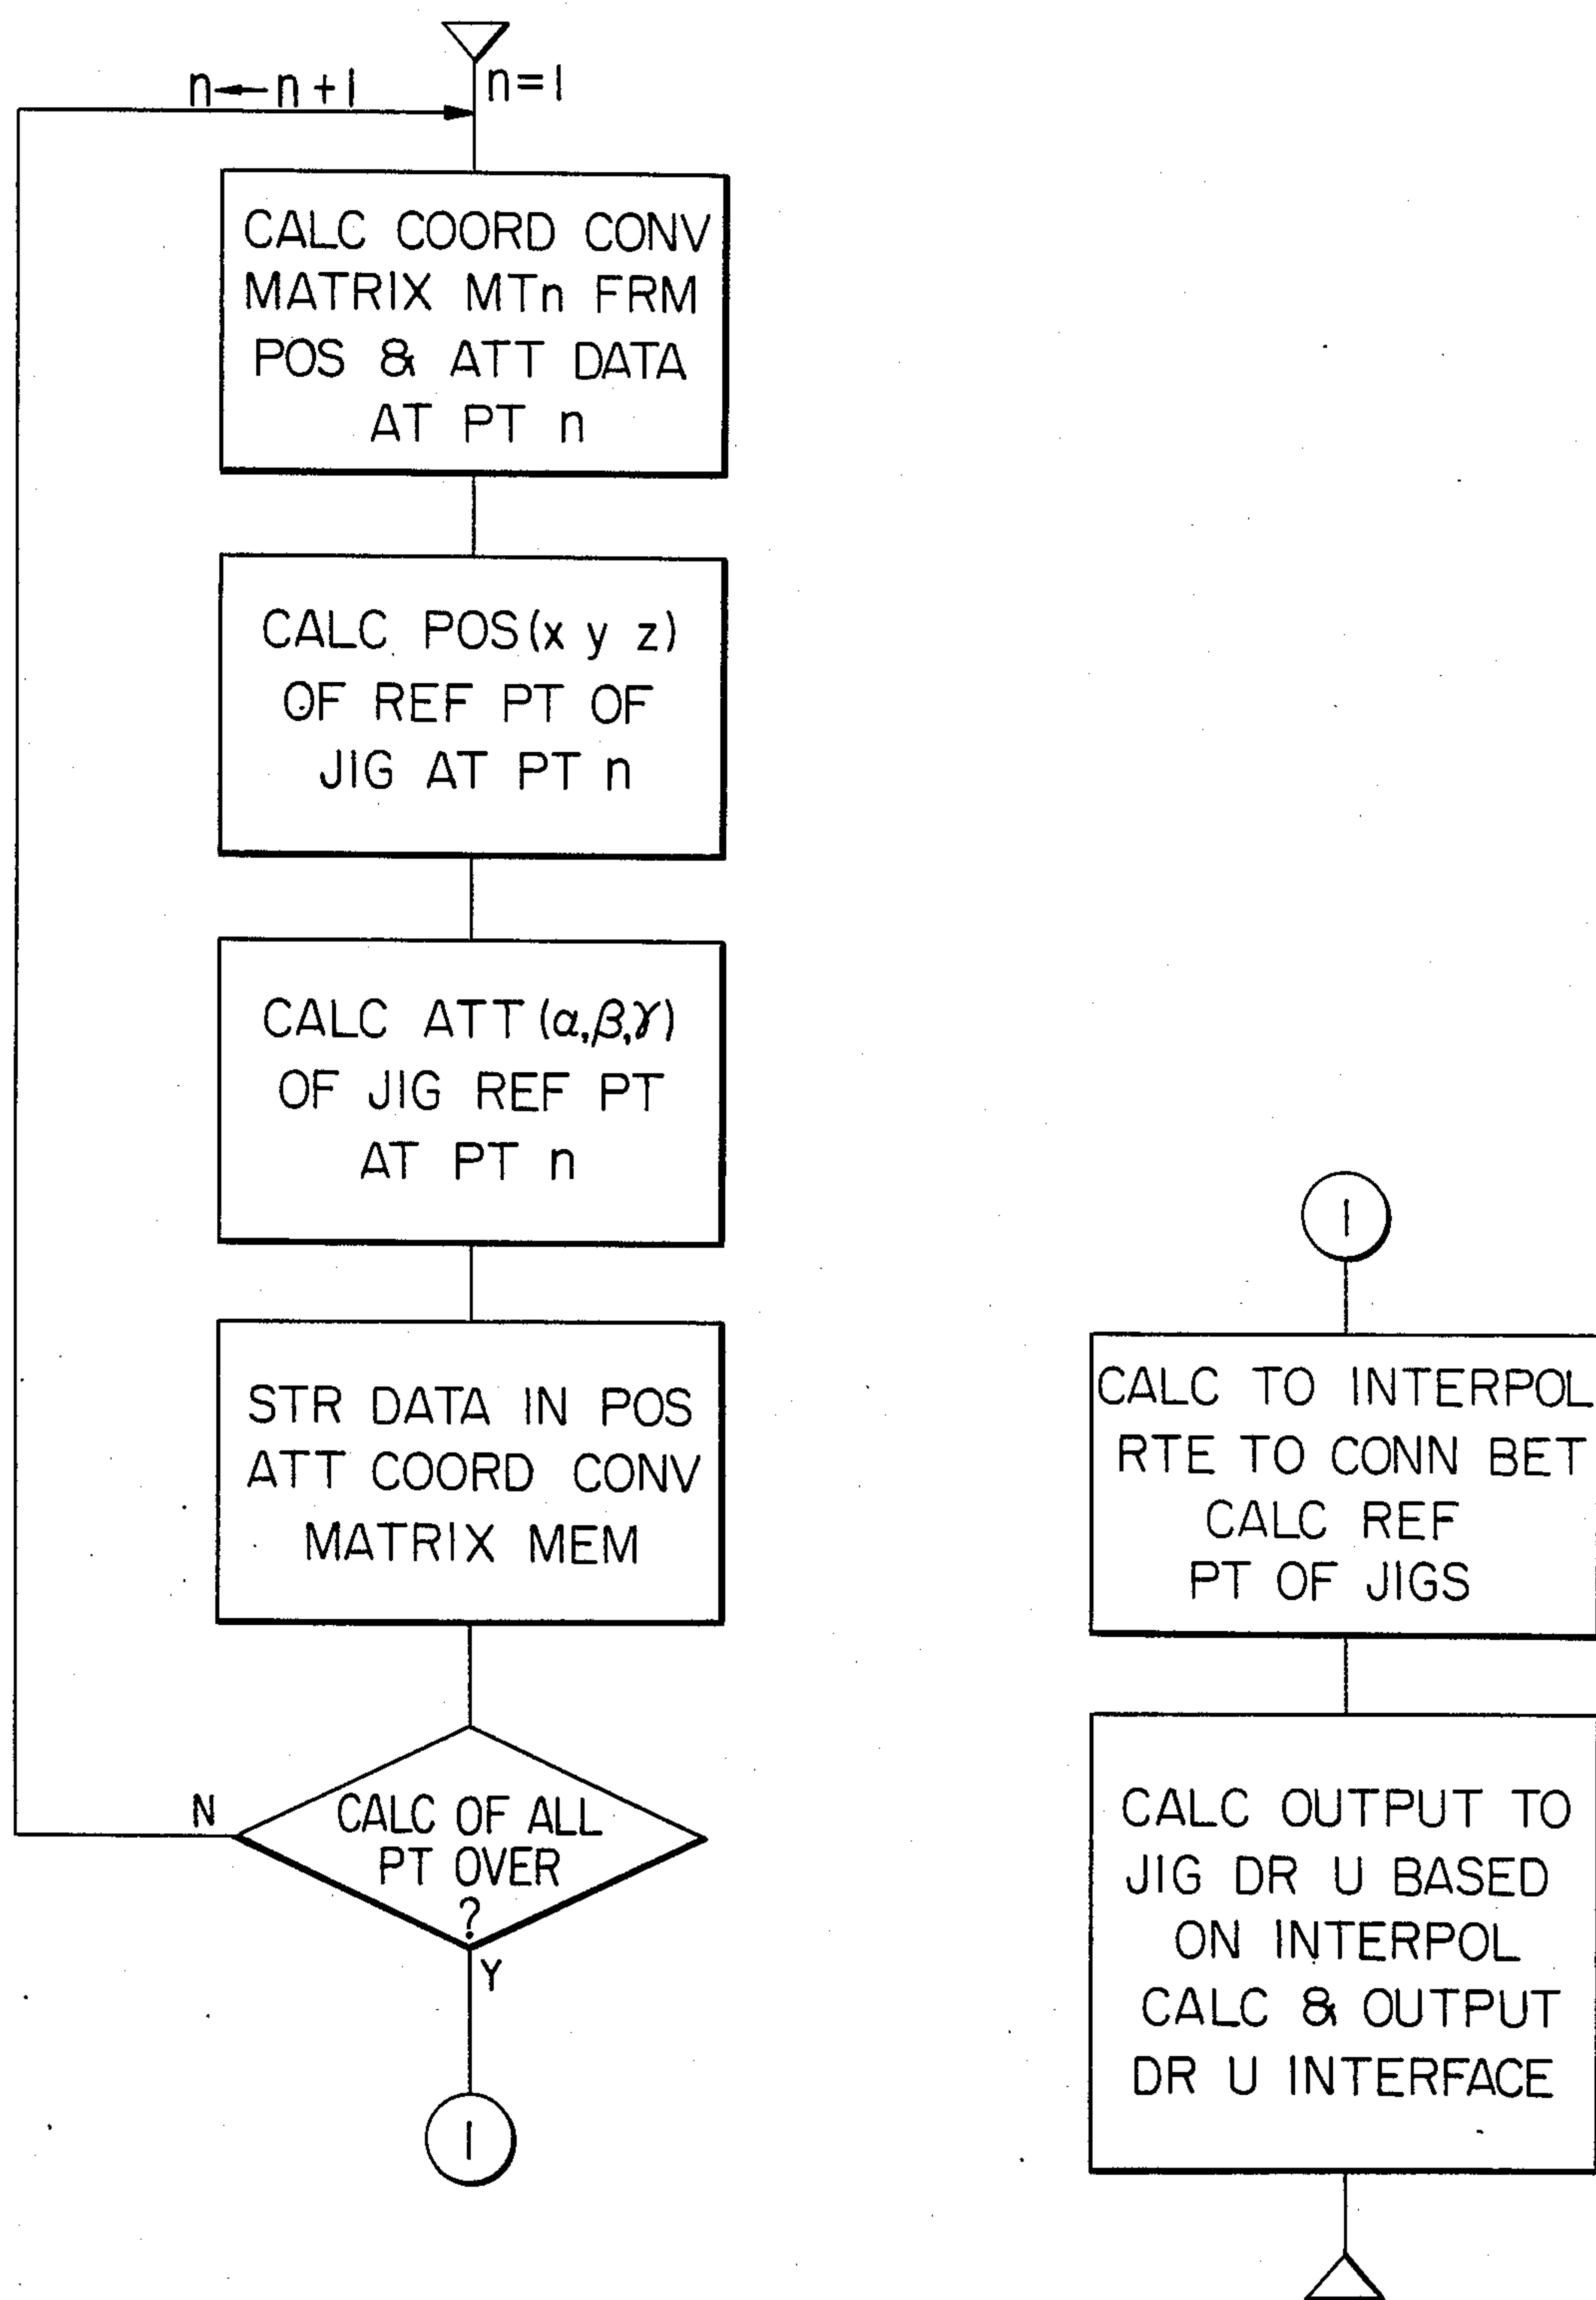 n←n+1
n=1
CALC COORD CONV
MATRIX MTn FRM
POS & ATT DATA
AT PT n
CALC POS(x y z)
OF REF PT OF
JIG AT PT n
CALC ATT(α,β,γ)
OF JIG REF PT
AT PT n
STR DATA IN POS
ATT COORD CONV
MATRIX MEM
CALC OF ALL
PT OVER
?
N
Y
1
1
CALC TO INTERPOL
RTE TO CONN BET
CALC REF
PT OF JIGS
CALC OUTPUT TO
JIG DR U BASED
ON INTERPOL
CALC & OUTPUT
DR U INTERFACE